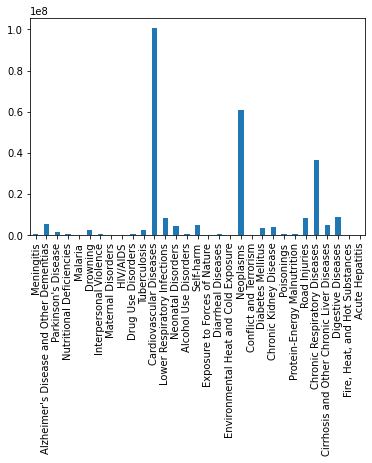 1e8
1.0
0.8
0.6
0.4
0.2
0.0
Meningitis
Alzheimer's Disease and Other Dementias
Parkinson's Disease
Nutritional Deficiencies
Malaria
Drowning
Interpersonal Violence
Maternal Disorders
HIV/AIDS
Drug Use Disorders
Tuberculosis
Cardiovascular Diseases
Lower Respiratory Infections
Neonatal Disorders
Alcohol Use Disorders
Self-harm
Exposure to Forces of Nature
Diarrheal Diseases
Environmental Heat and Cold Exposure
Neoplasms
Conflict and Terrorism
Diabetes Mellitus
Chronic Kidney Disease
Poisonings
Protein-Energy Malnutrition
Road Injuries
Chronic Respiratory Diseases
Cirrhosis and Other Chronic Liver Diseases
Digestive Diseases
Fire, Heat, and Hot Substances
Acute Hepatitis